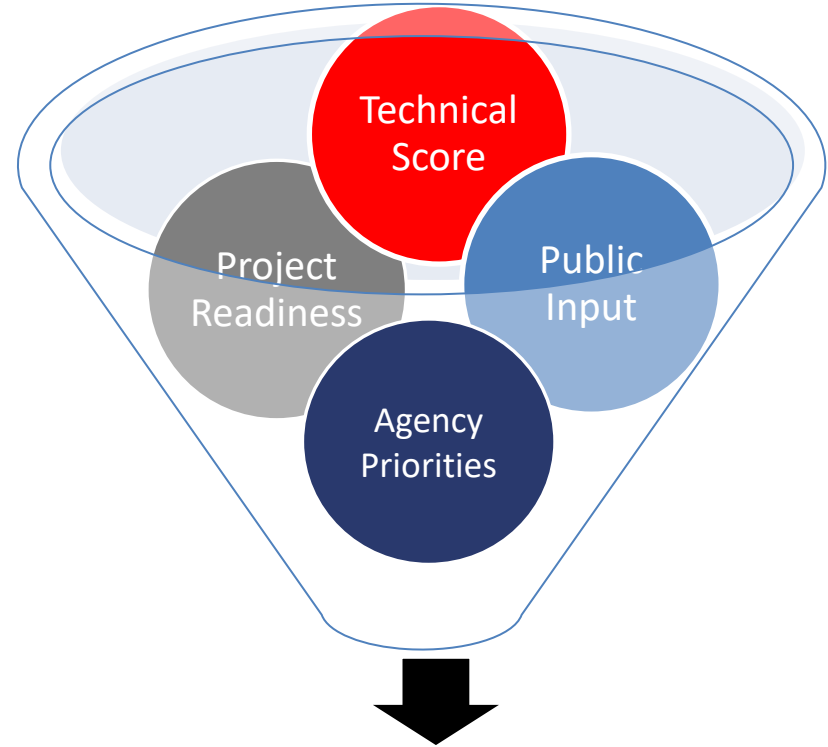 Technical
Score
Project
Readiness
Public
Input
Agency
Priorities